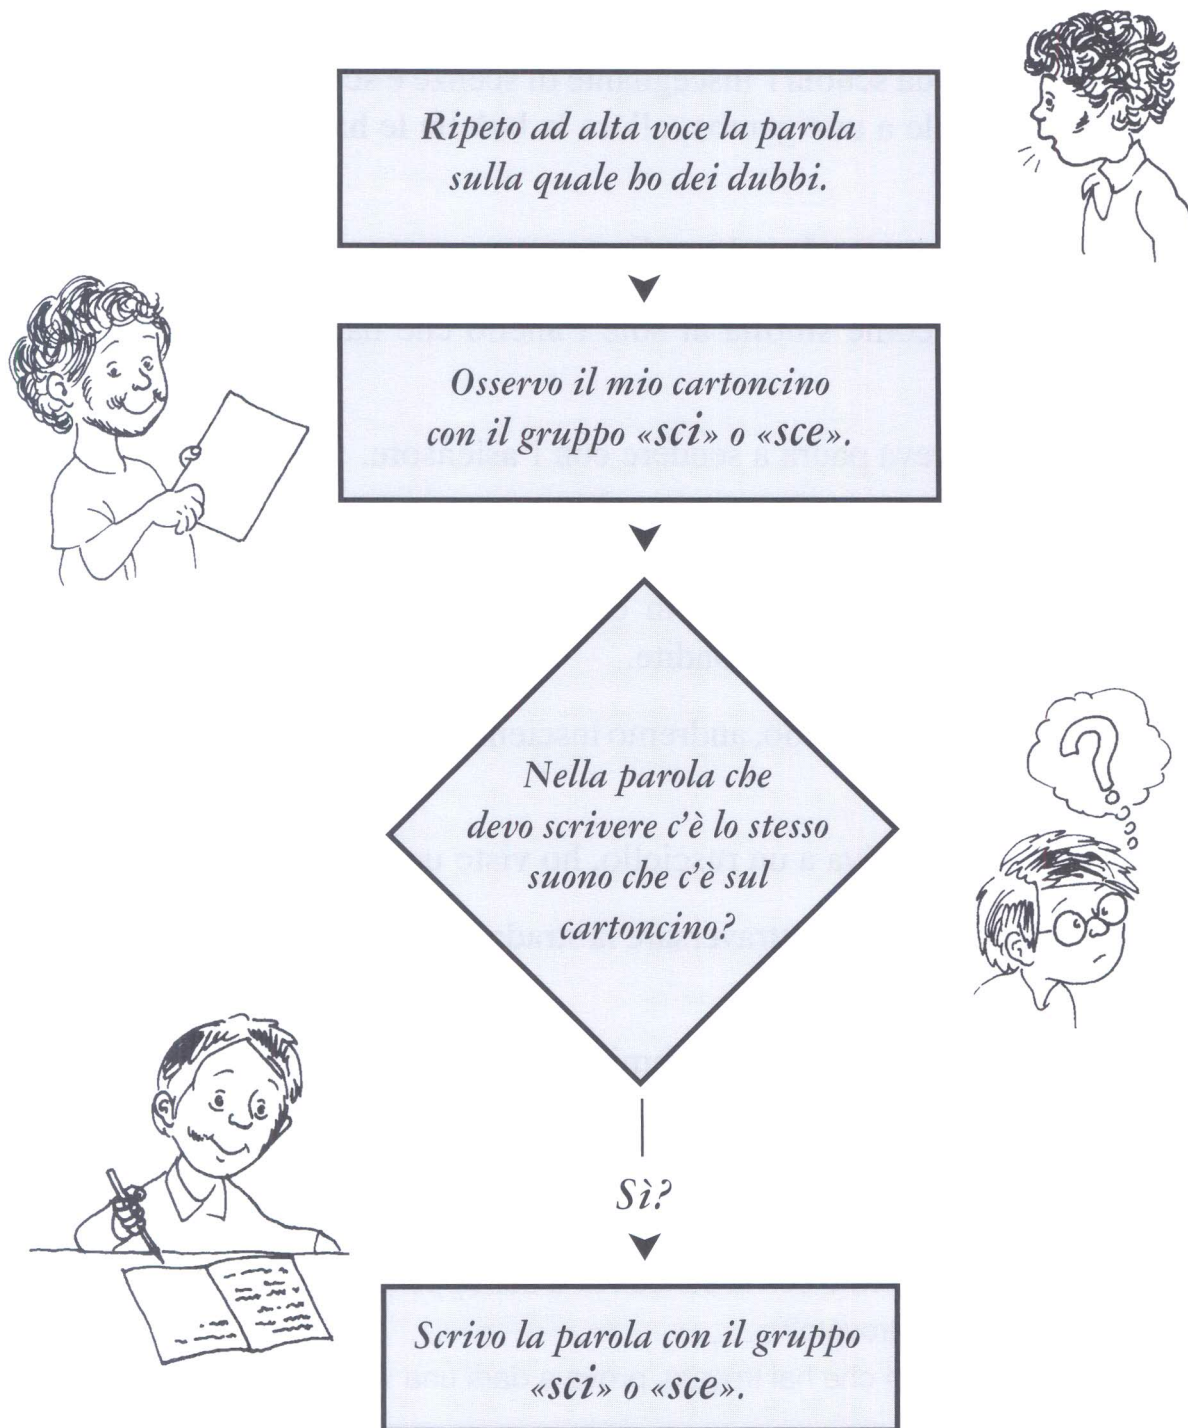 Ripeto ad alta voce la parola
sulla quale ho dei dubbi.
Osservo il mio cartoncino
con il gruppo «sci» o «sce».
Nella parola che
devo scrivere c'è lo stesso
suono che c'è sul
cartoncino?
Sì?
Scrivo la parola con il gruppo
«sci» o «sce».